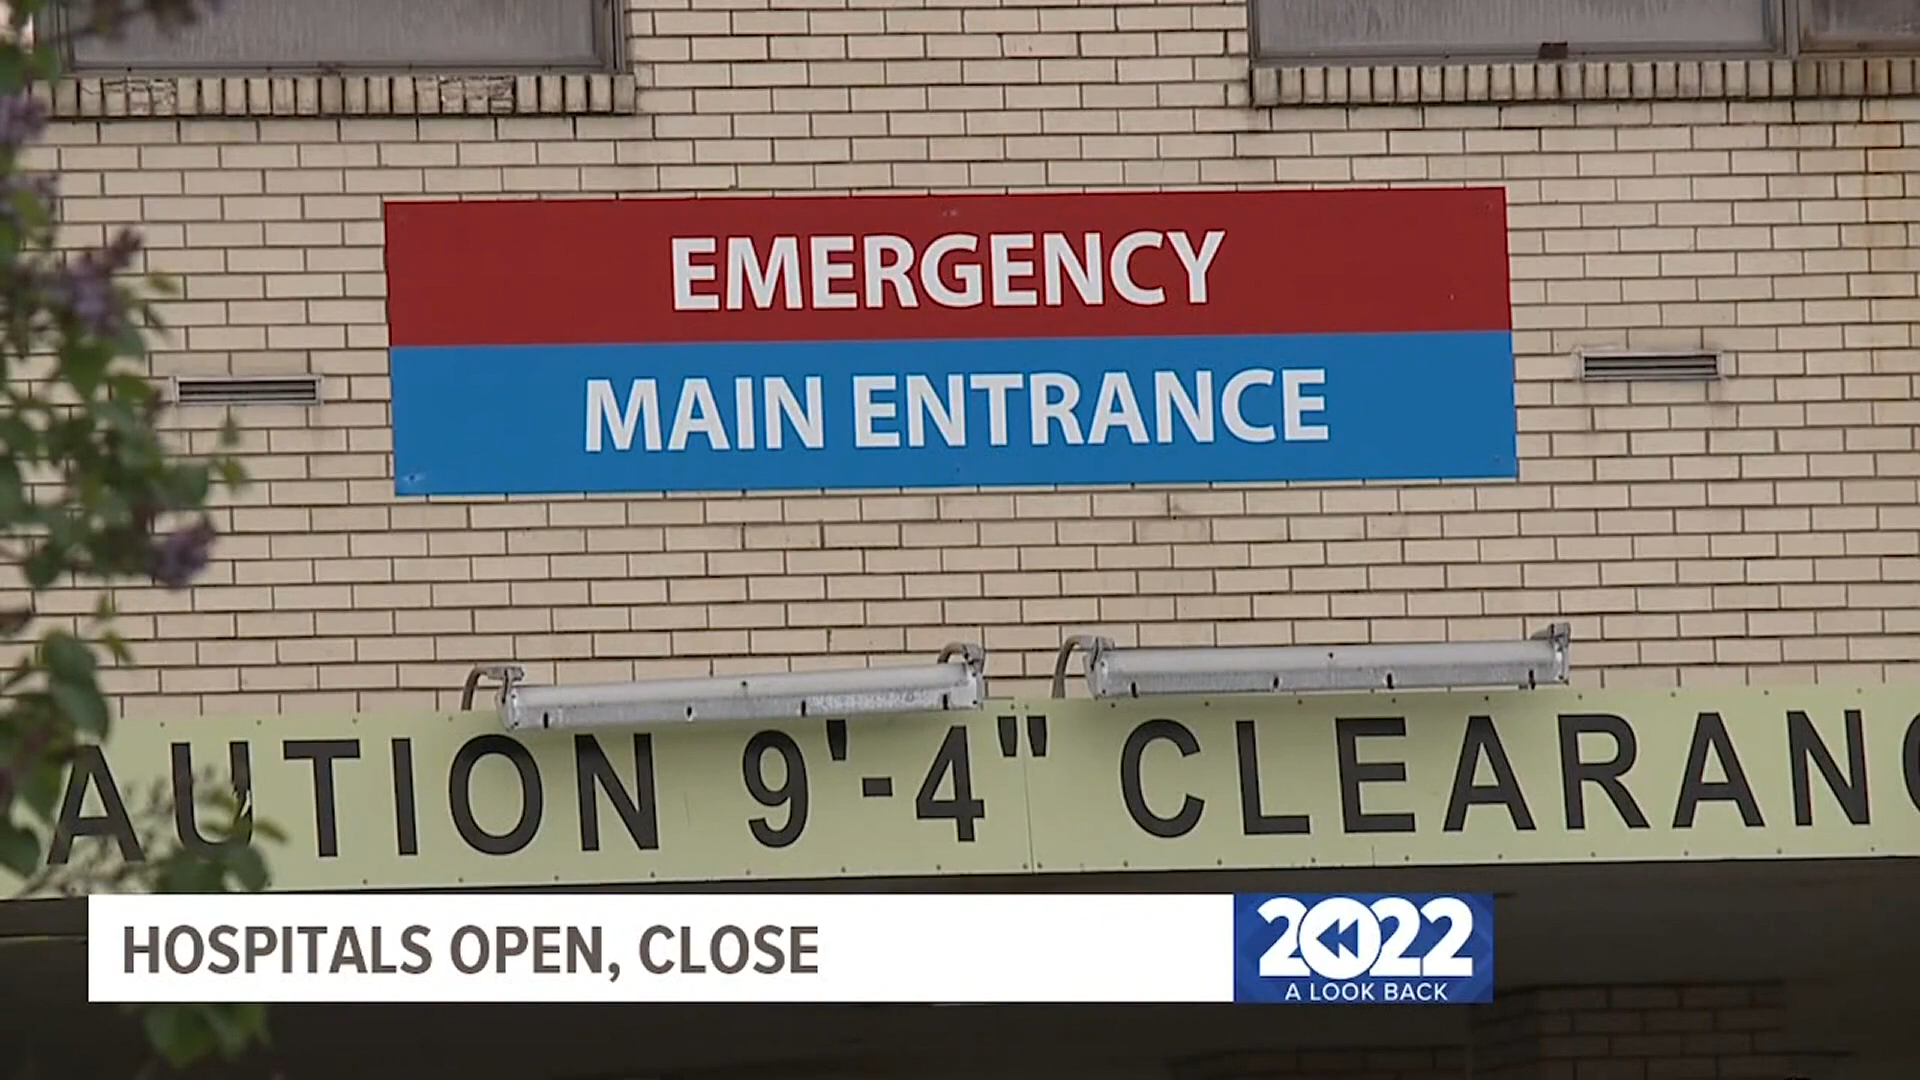 EMERGENCY
MAIN ENTRANCE
AUTION 9'-4" CLEARANC
HOSPITALS OPEN, CLOSE
2022
A LOOK BACK